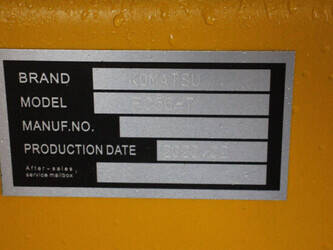 BRAND KOMATSU
MODEL
MANUF.NO.
PRODUCTION DATE
After-sales
service mailbox